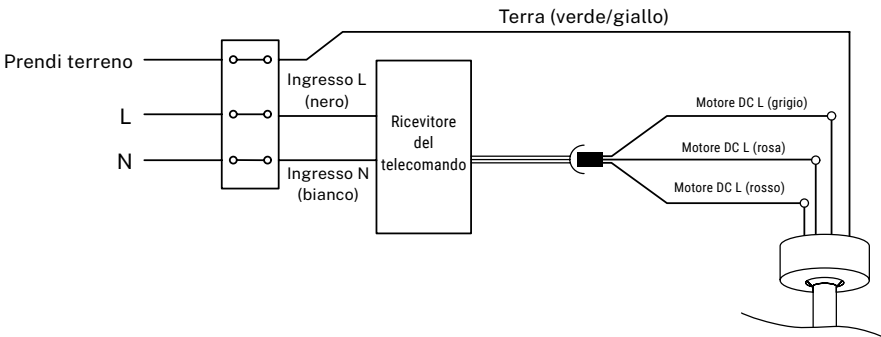 Terra (verde/giallo)
Prendi terreno
L
N
Ingresso L
(nero)
Ingresso N
(bianco)
Ricevitore
del
telecomando
Motore DC L (grigio)
Motore DC L (rosa)
Motore DC L (rosso)